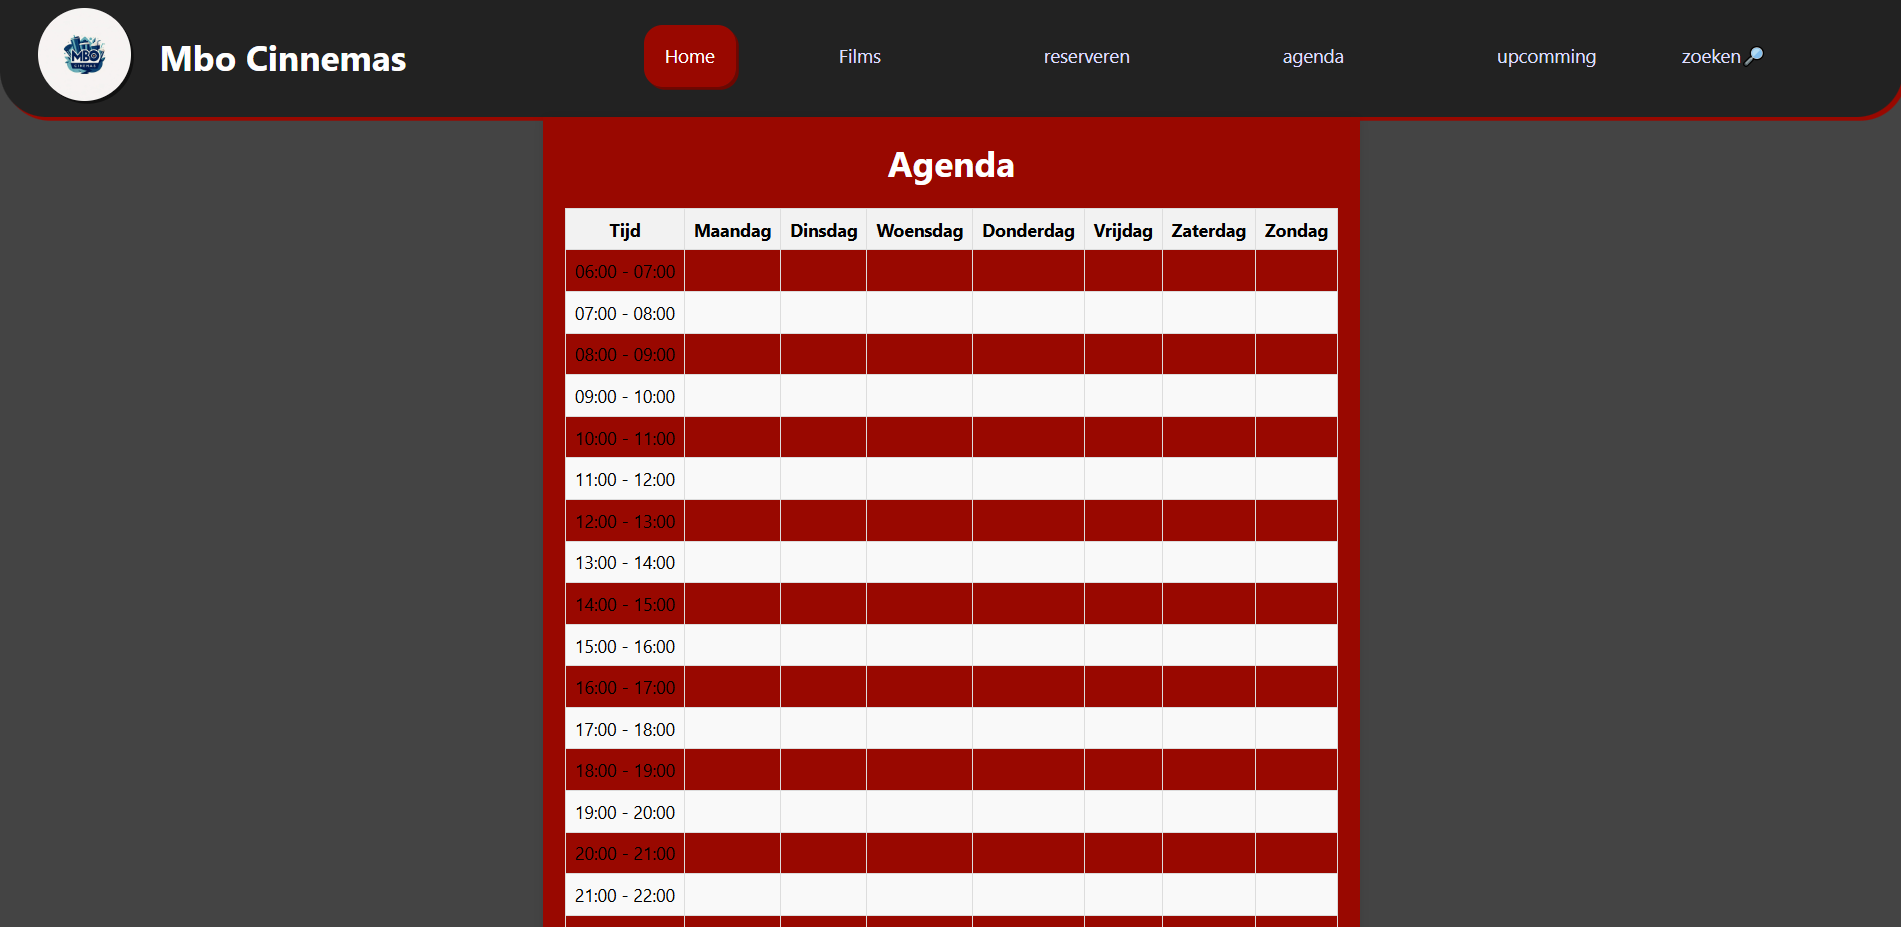 MBO
CINEMAS
Mbo Cinnemas
Home Films reserveren agenda upcomming zoeken
Agenda
Tijd Maandag Dinsdag Woensdag Donderdag Vrijdag Zaterdag Zondag
06:00 - 07:00
07:00 - 08:00
08:00 - 09:00
09:00 - 10:00
10:00 - 11:00
11:00 - 12:00
12:00 - 13:00
13:00 - 14:00
14:00 - 15:00
15:00 - 16:00
16:00 - 17:00
17:00 - 18:00
18:00 - 19:00
19:00 - 20:00
20:00 - 21:00
21:00 - 22:00